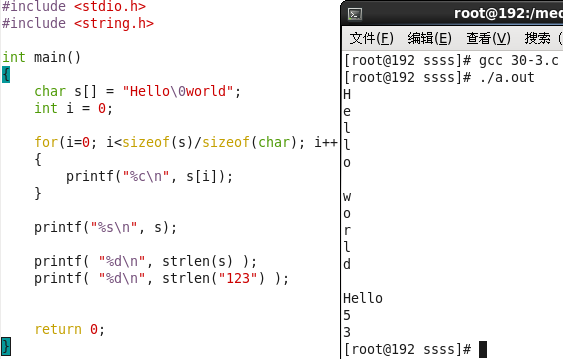 #include <stdio.h>
#include <string.h>
int main()
{
char s[] = "Hello\0world";
int i = 0;
for(i=0; i<sizeof(s)/sizeof(char); i++
{
printf("%c\n", s[i]);
}
printf("%s\n", s);
printf( "%d\n", strlen(s) );
printf( "%d\n", strlen("123") );
return 0;
}
root@192:/med
文件(F) 编辑(E) 查看(V) 搜索 (
[root@192 ssss]# gcc 30-3.c
[root@192 ssss]# ./a.out
H
e
l
l
o
w
o
r
l
d
Hello
5
3
[root@192 ssss]#